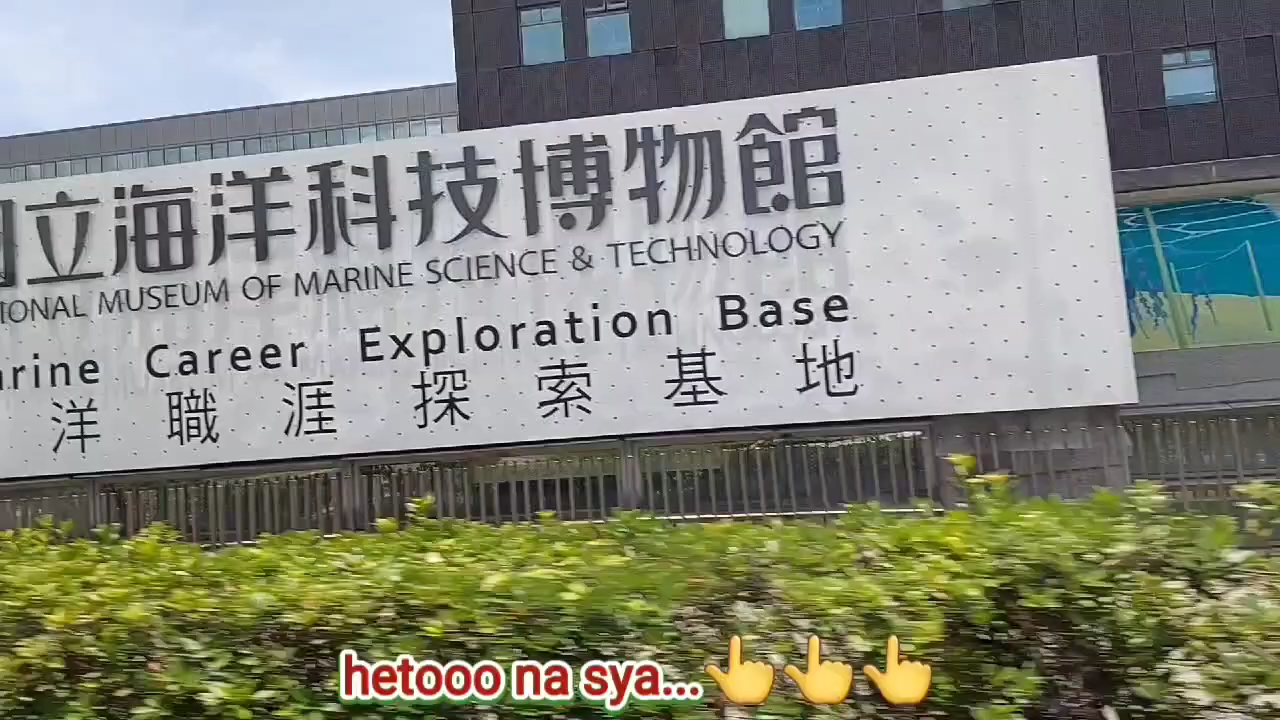 立海洋科技博物館
IONAL MUSEUM OF MARINE SCIENCE & TECHNOLOGY
rine Career Exploration Base
洋職涯探索基地
hetooo na sya...👆👆👆